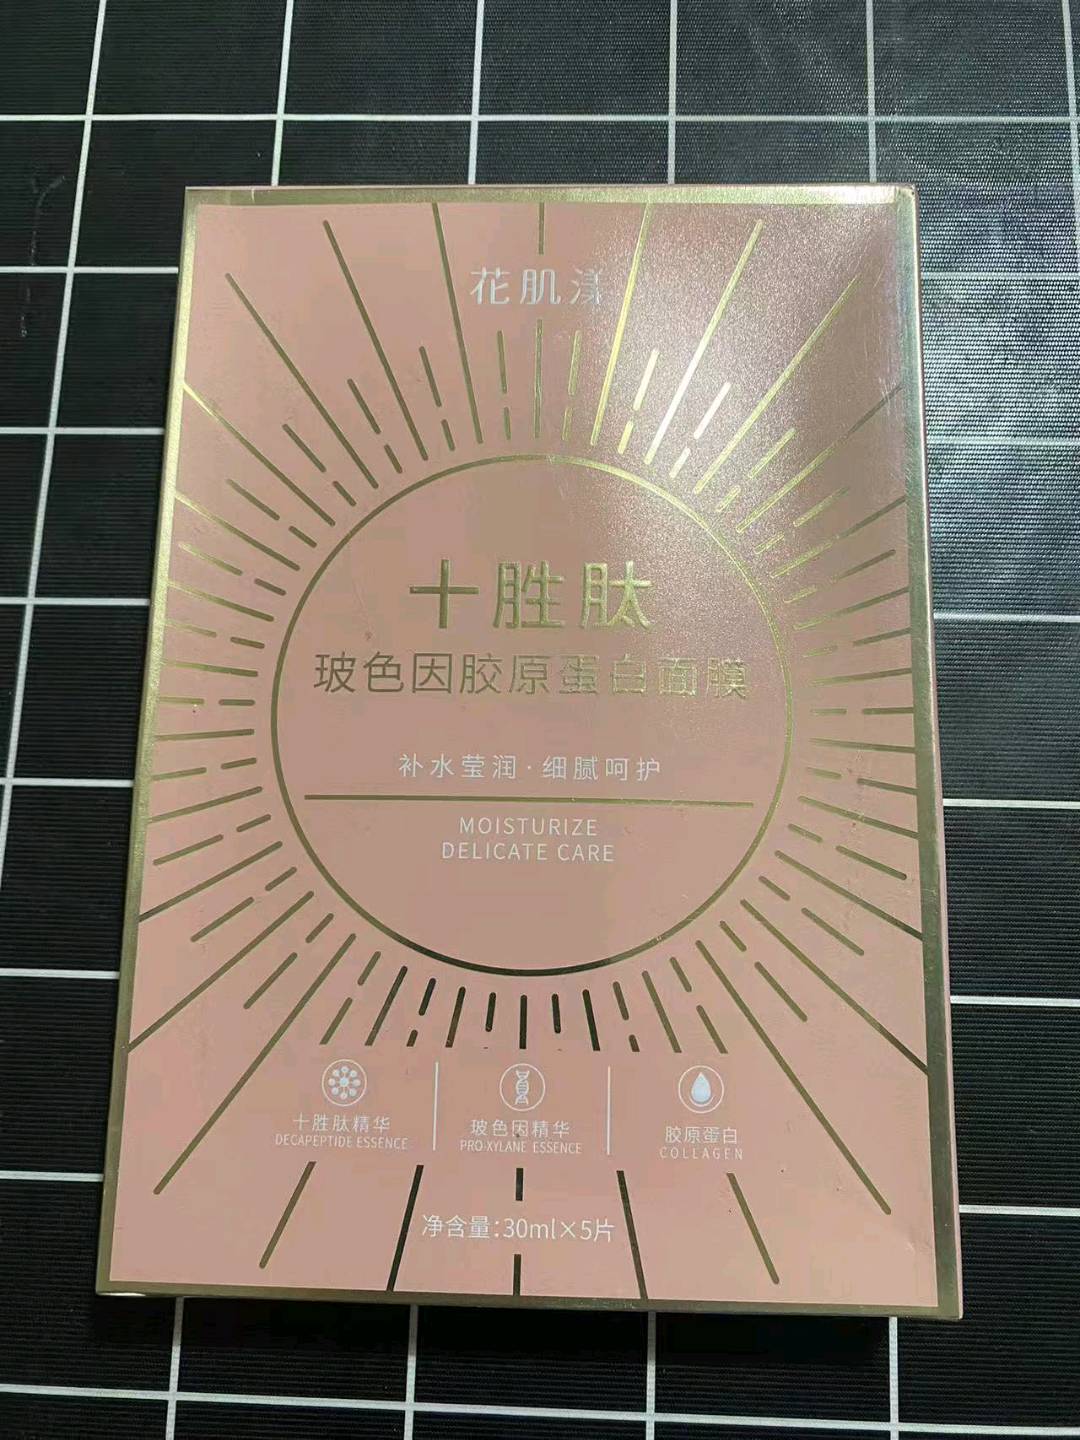 花肌漾
十胜肽
玻色因胶原蛋白面膜
补水莹润·细腻呵护
MOISTURIZE
DELICATE CARE
十胜肽精华
DECAPEPTIDE ESSENCE
玻色因精华
PRO-XYLANE ESSENCE
胶原蛋白
COLLAGEN
净含量:30ml×5片